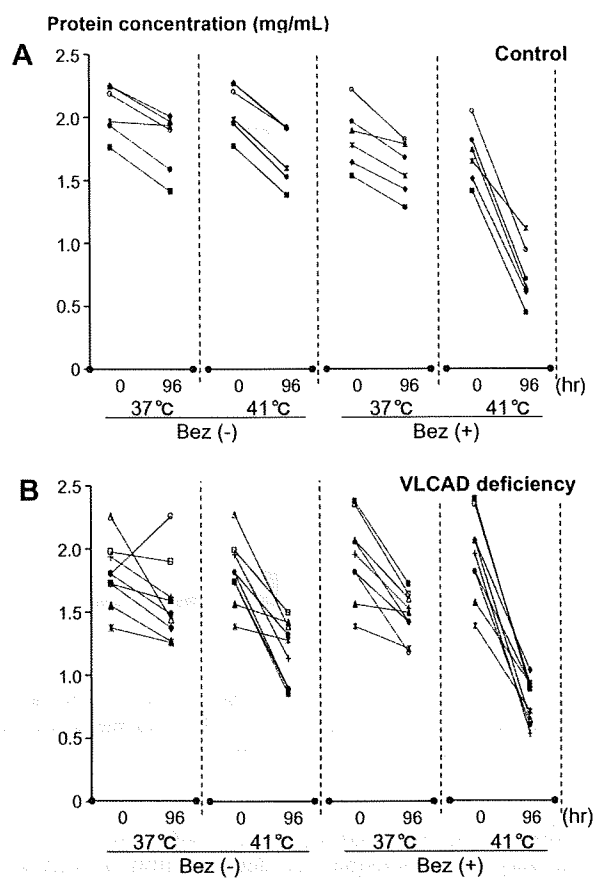 Protein concentration (mg/mL)
A
Control
2.5
2.0
1.5
1.0
0.5
0
0 96 0 96 0 96 0 96 (hr)
37°C 41°C 37°C 41°C
Bez (-) Bez (+)
B
VLCAD deficiency
2.5
2.0
1.5
1.0
0.5
0
0 96 0 96 0 96 0 96 (hr)
37°C 41°C 37°C 41°C
Bez (-) Bez (+)